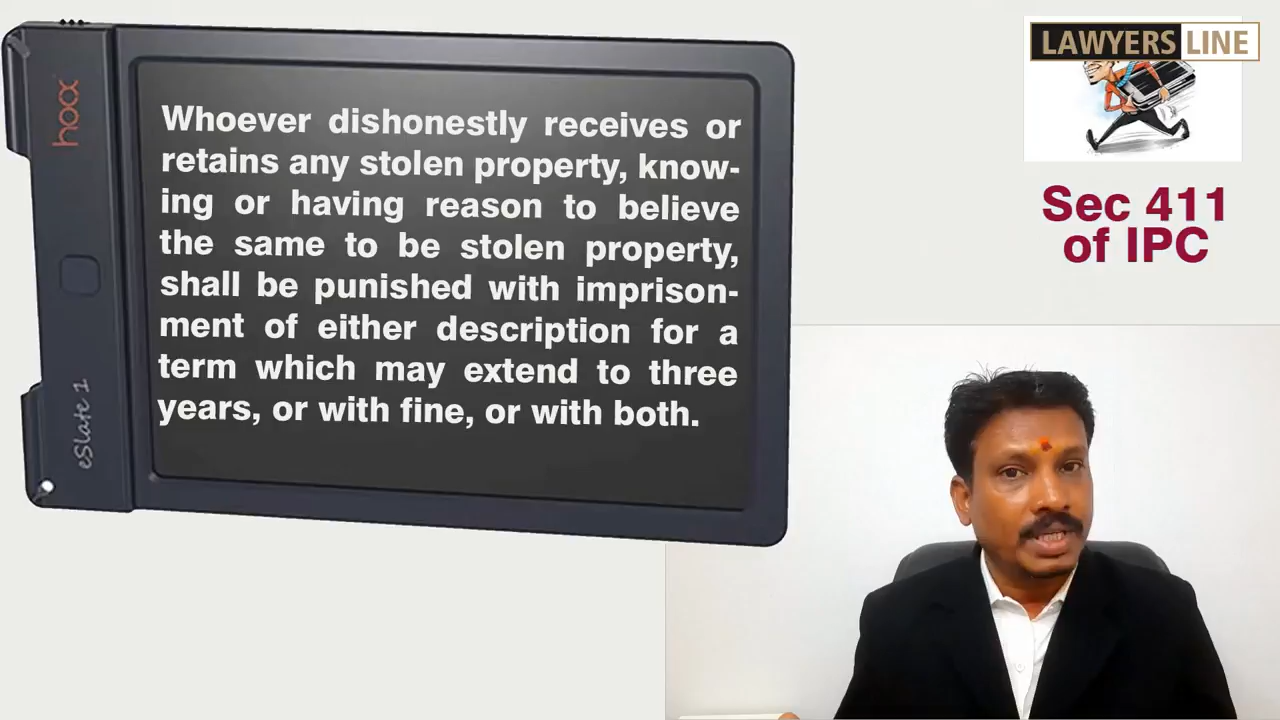 LAWYERS LINE
hoox
Whoever dishonestly receives or
retains any stolen property, know-
ing or having reason to believe
the same to be stolen property,
shall be punished with imprison-
ment of either description for a
term which may extend to three
years, or with fine, or with both.
eSlate 1
Sec 411
of IPC